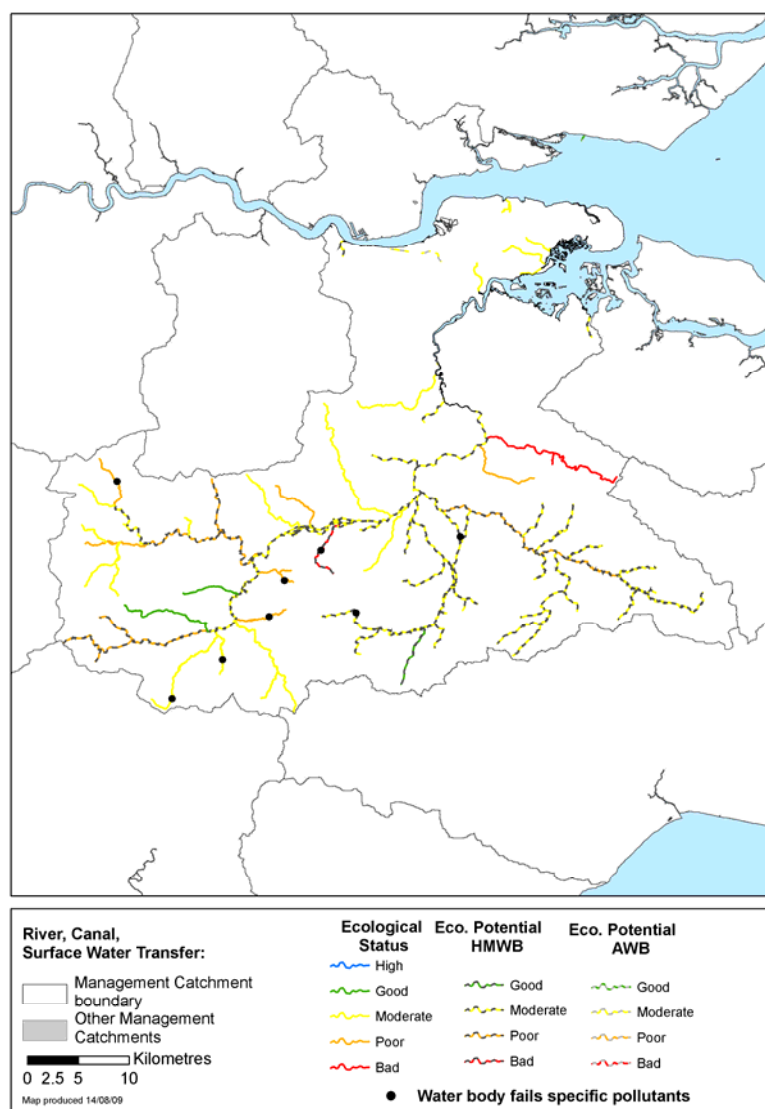 River, Canal,
Surface Water Transfer:
Management Catchment
boundary
Other Management
Catchments
Kilometres
0 2.5 5 10
Map produced 14/08/09
Ecological
Status
High
Good
Moderate
Poor
Bad
Eco. Potential
HMWB
Good
Moderate
Poor
Bad
Eco. Potential
AWB
Good
Moderate
Poor
Bad
Water body fails specific pollutants